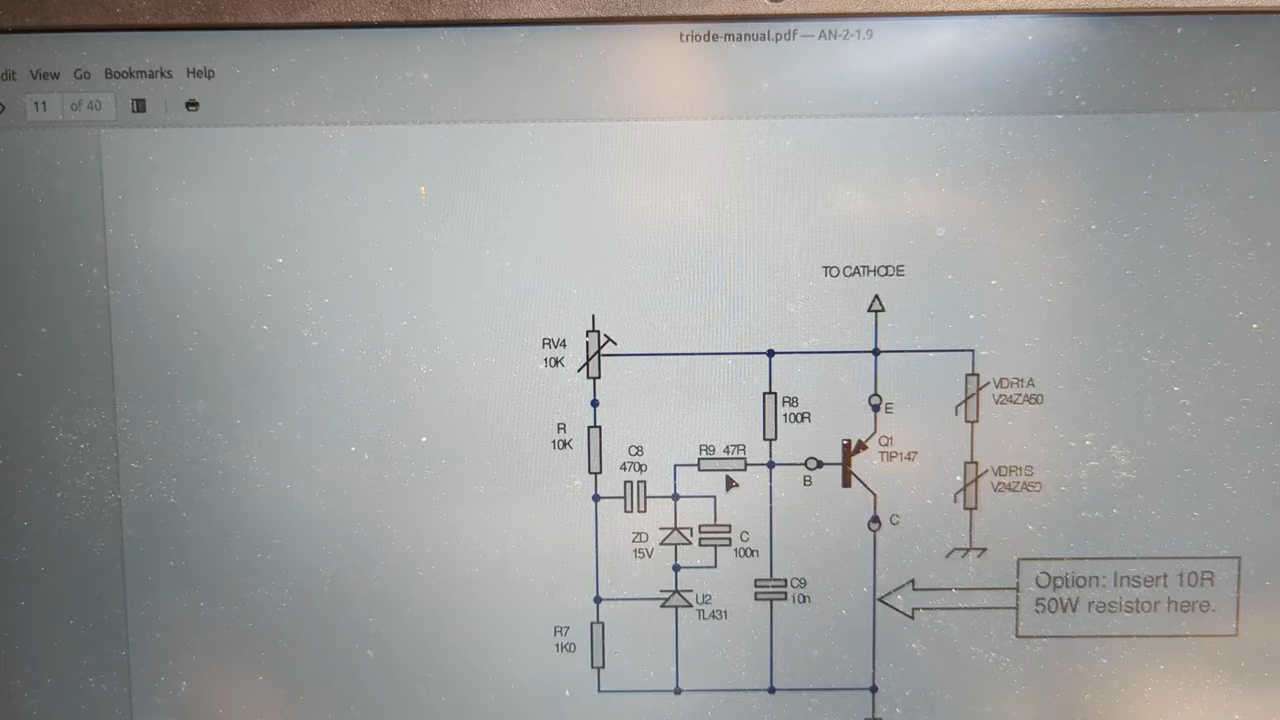 triode-manual.pdf — AN-2-1.9
dit View Go Bookmarks Help
11 of 40
TO CATHODE
RV4
10K
R8
100R
E
VDR1A
V24ZA50
R
10K
C8
470p
R9 47R
B
Q1
TIP147
VDR1B
V24ZA50
C
ZD
15V
C
100n
U2
TL431
C9
10n
Option: Insert 10R
50W resistor here.
R7
1K0